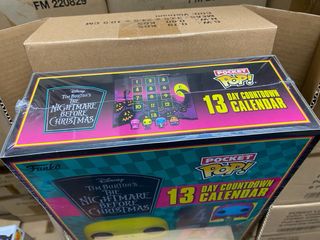 FM 220829
Disney
TIM BURTON'S
THE
NIGHTMARE
BEFORE
CHRISTMAS
POCKET
POP!
13 DAY COUNTDOWN
CALENDAR
Funko
Disney
TIM BURTON'S
THE
NIGHTMARE
BEFORE
CHRISTMAS
POCKET
POP!
13 DAY COUNTDOWN
CALENDAR